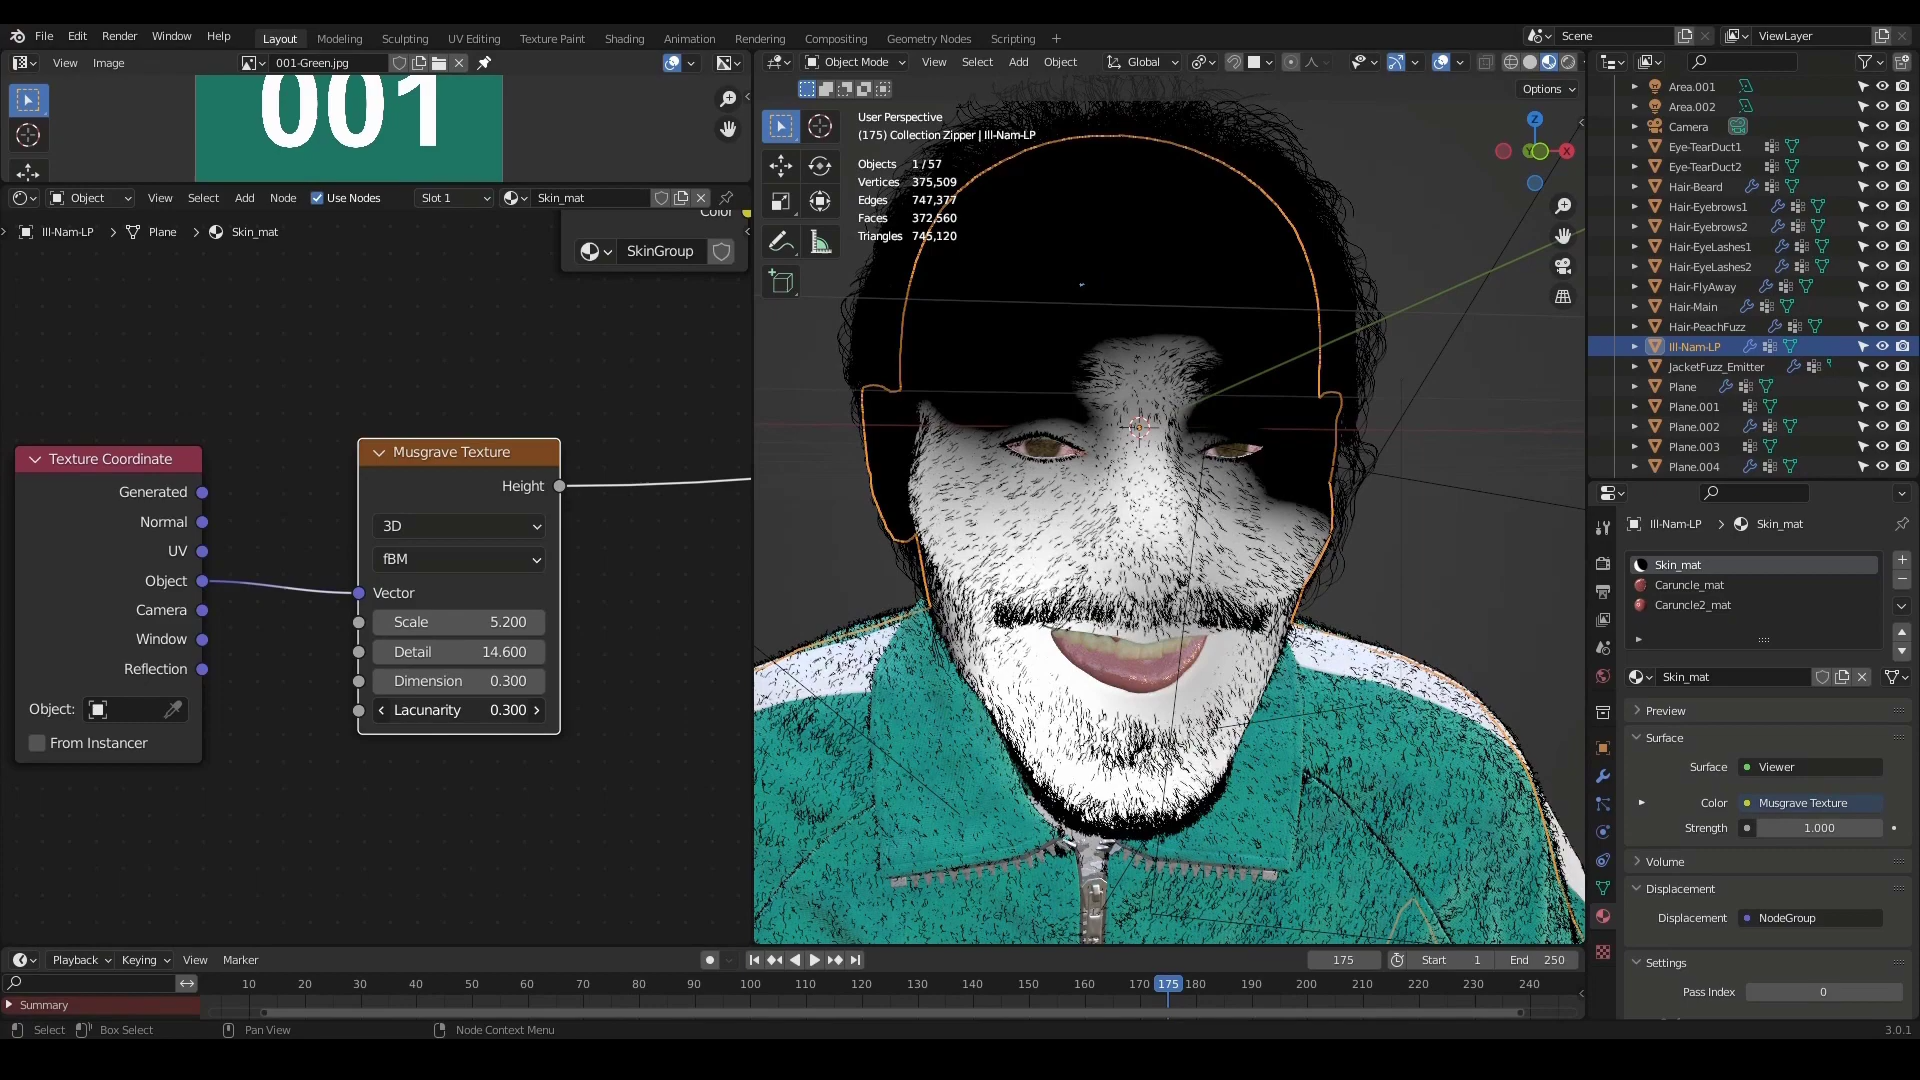 File Edit Render Window Help Layout Modeling Sculpting UV Editing Texture Paint Shading Animation Rendering Compositing Geometry Nodes Scripting + Scene ViewLayer
View Image 001-Green.jpg
001
Object View Select Add Node Use Nodes Slot 1 Skin_mat
Ill-Nam-LP > Plane > Skin_mat
Color
SkinGroup
Texture Coordinate
Generated
Normal
UV
Object
Camera
Window
Reflection
Object:
From Instancer
Musgrave Texture
Height
3D
fBM
Vector
Scale 5.200
Detail 14.600
Dimension 0.300
Lacunarity 0.300
Object Mode View Select Add Object Global
Options
User Perspective
(175) Collection Zipper | Ill-Nam-LP
Objects 1/57
Vertices 375,509
Edges 747,377
Faces 372,560
Triangles 745,120
Z
Y
X
Area.001
Area.002
Camera
Eye-TearDuct1
Eye-TearDuct2
Hair-Beard
Hair-Eyebrows1
Hair-Eyebrows2
Hair-EyeLashes1
Hair-EyeLashes2
Hair-FlyAway
Hair-Main
Hair-PeachFuzz
Ill-Nam-LP
JacketFuzz_Emitter
Plane
Plane.001
Plane.002
Plane.003
Plane.004
Ill-Nam-LP > Skin_mat
Skin_mat
Caruncle_mat
Caruncle2_mat
Skin_mat
Preview
Surface
Surface Viewer
Color Musgrave Texture
Strength 1.000
Volume
Displacement
Displacement NodeGroup
Settings
Pass Index 0
Playback Keying View Marker 175 Start 1 End 250
10 20 30 40 50 60 70 80 90 100 110 120 130 140 150 160 170 175 180 190 200 210 220 230 240
Summary
Select Box Select Pan View Node Context Menu 3.0.1